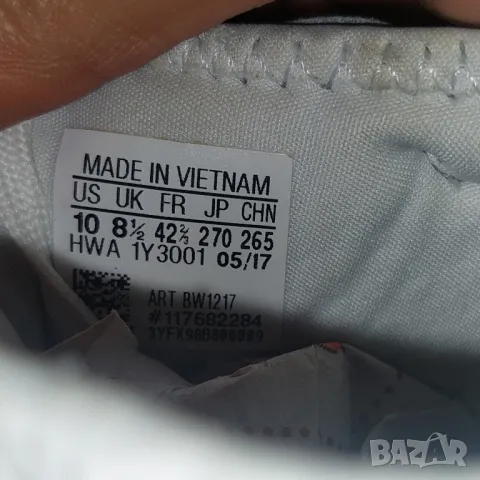 MADE IN VIETNAM
US UK FR JP CHN
10 8½ 42⅔ 270 265
HWA 1Y3001 05/17
ART BW1217
#117682284
BAZAR